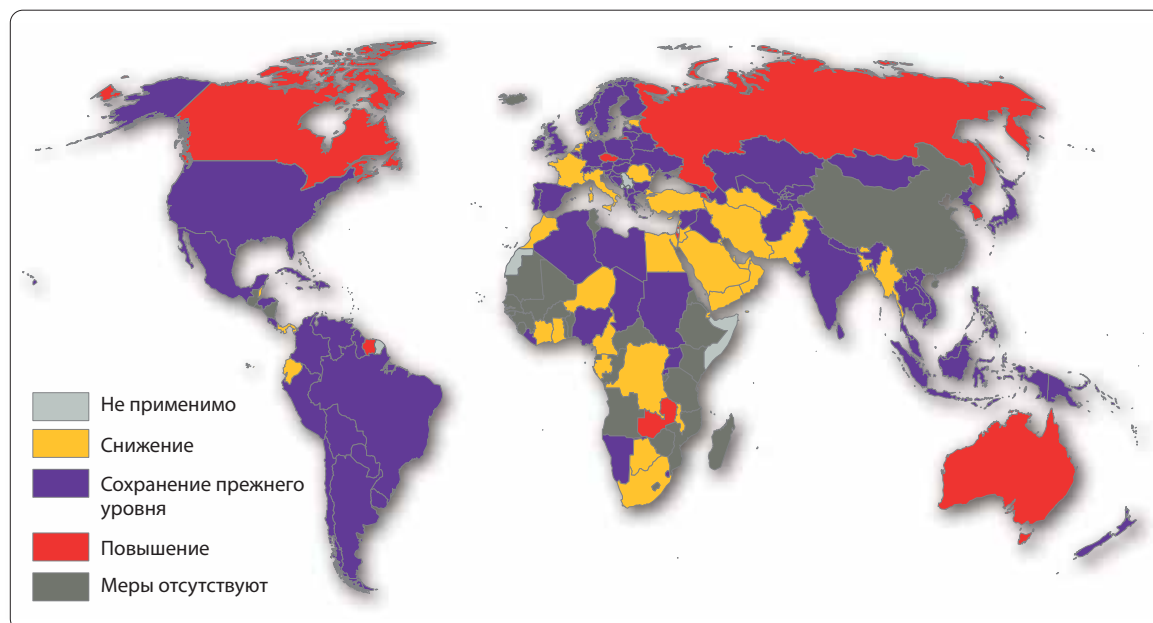 Не применимо
Снижение
Сохранение прежнего
уровня
Повышение
Меры отсутствуют